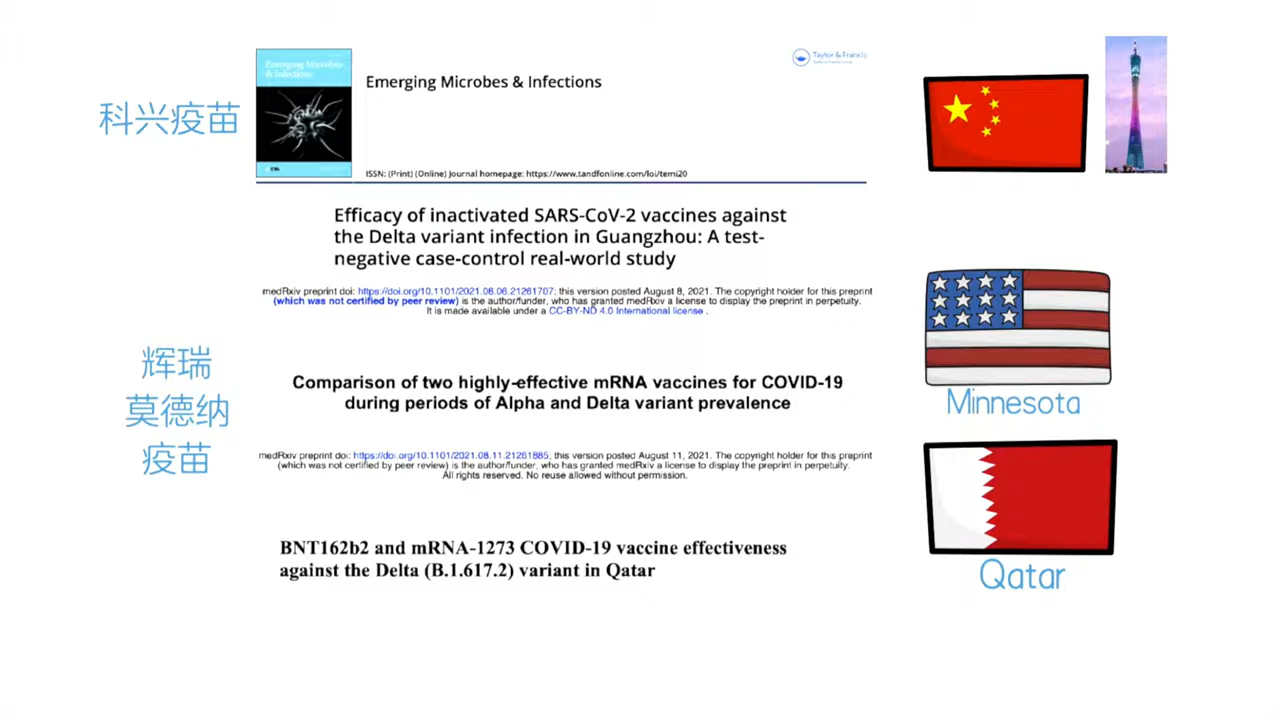 科兴疫苗
Emerging Microbes
& Infections
Emerging Microbes & Infections
Taylor & Francis
ISSN: (Print) (Online) Journal homepage: https://www.tandfonline.com/loi/temi20
Efficacy of inactivated SARS-CoV-2 vaccines against
the Delta variant infection in Guangzhou: A test-
negative case-control real-world study
medRxiv preprint doi: https://doi.org/10.1101/2021.08.06.21261707; this version posted August 8, 2021. The copyright holder for this preprint
(which was not certified by peer review) is the author/funder, who has granted medRxiv a license to display the preprint in perpetuity.
It is made available under a CC-BY-ND 4.0 International license .
辉瑞
莫德纳
疫苗
Comparison of two highly-effective mRNA vaccines for COVID-19
during periods of Alpha and Delta variant prevalence
Minnesota
medRxiv preprint doi: https://doi.org/10.1101/2021.08.11.21261885; this version posted August 11, 2021. The copyright holder for this preprint
(which was not certified by peer review) is the author/funder, who has granted medRxiv a license to display the preprint in perpetuity.
All rights reserved. No reuse allowed without permission.
BNT162b2 and mRNA-1273 COVID-19 vaccine effectiveness
against the Delta (B.1.617.2) variant in Qatar
Qatar